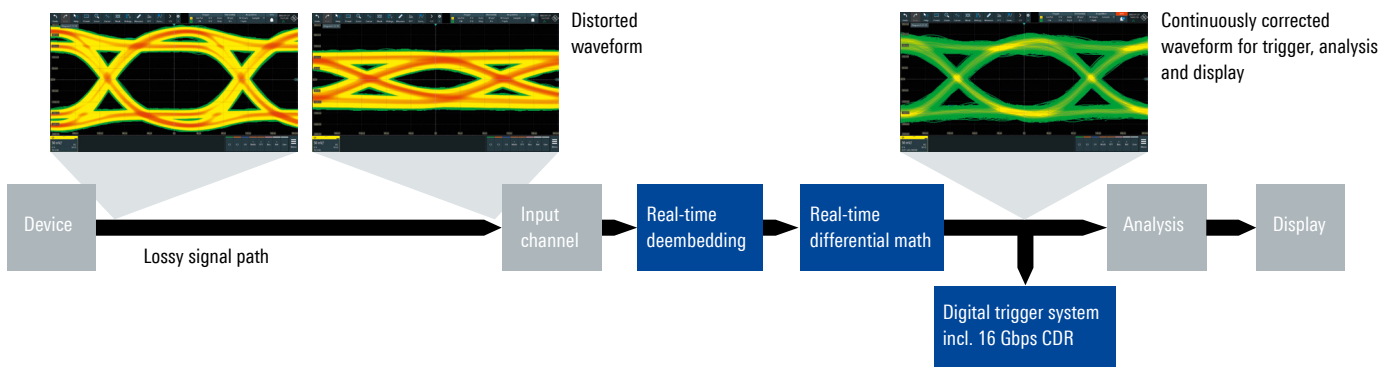 Distorted
waveform
Continuously corrected
waveform for trigger, analysis
and display
Device
Lossy signal path
Input
channel
Real-time
deembedding
Real-time
differential math
Analysis
Display
Digital trigger system
incl. 16 Gbps CDR